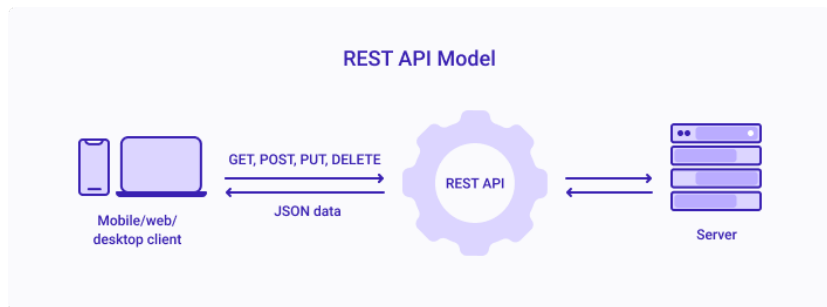 REST API Model
GET, POST, PUT, DELETE
JSON data
Mobile/web/
desktop client
REST API
Server